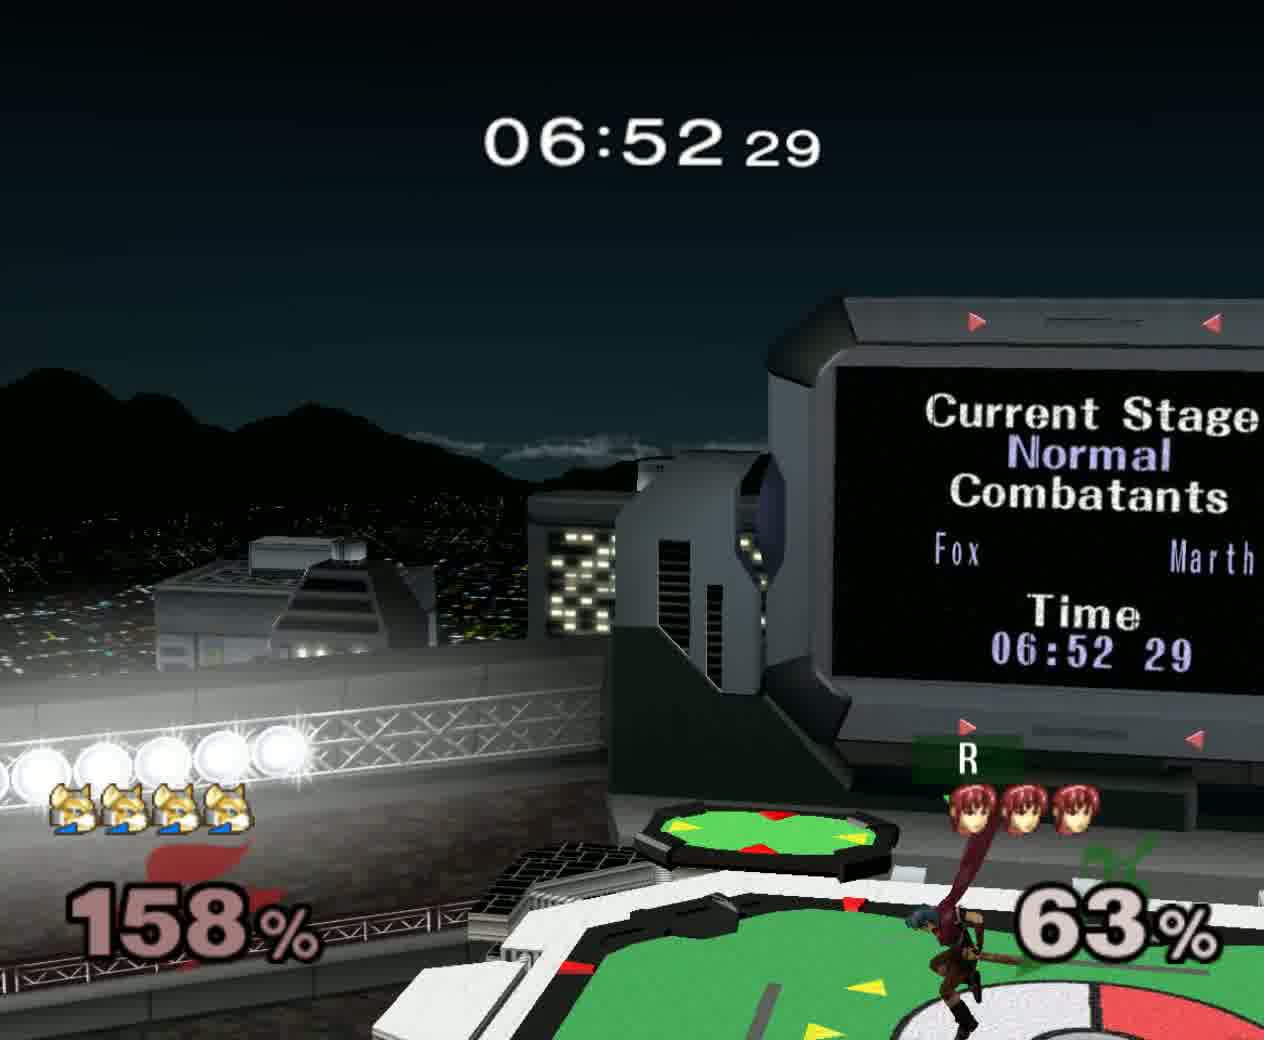 06:52 29
Current Stage
Normal
Combatants
Fox Marth
Time
06:52 29
R
158%
63%